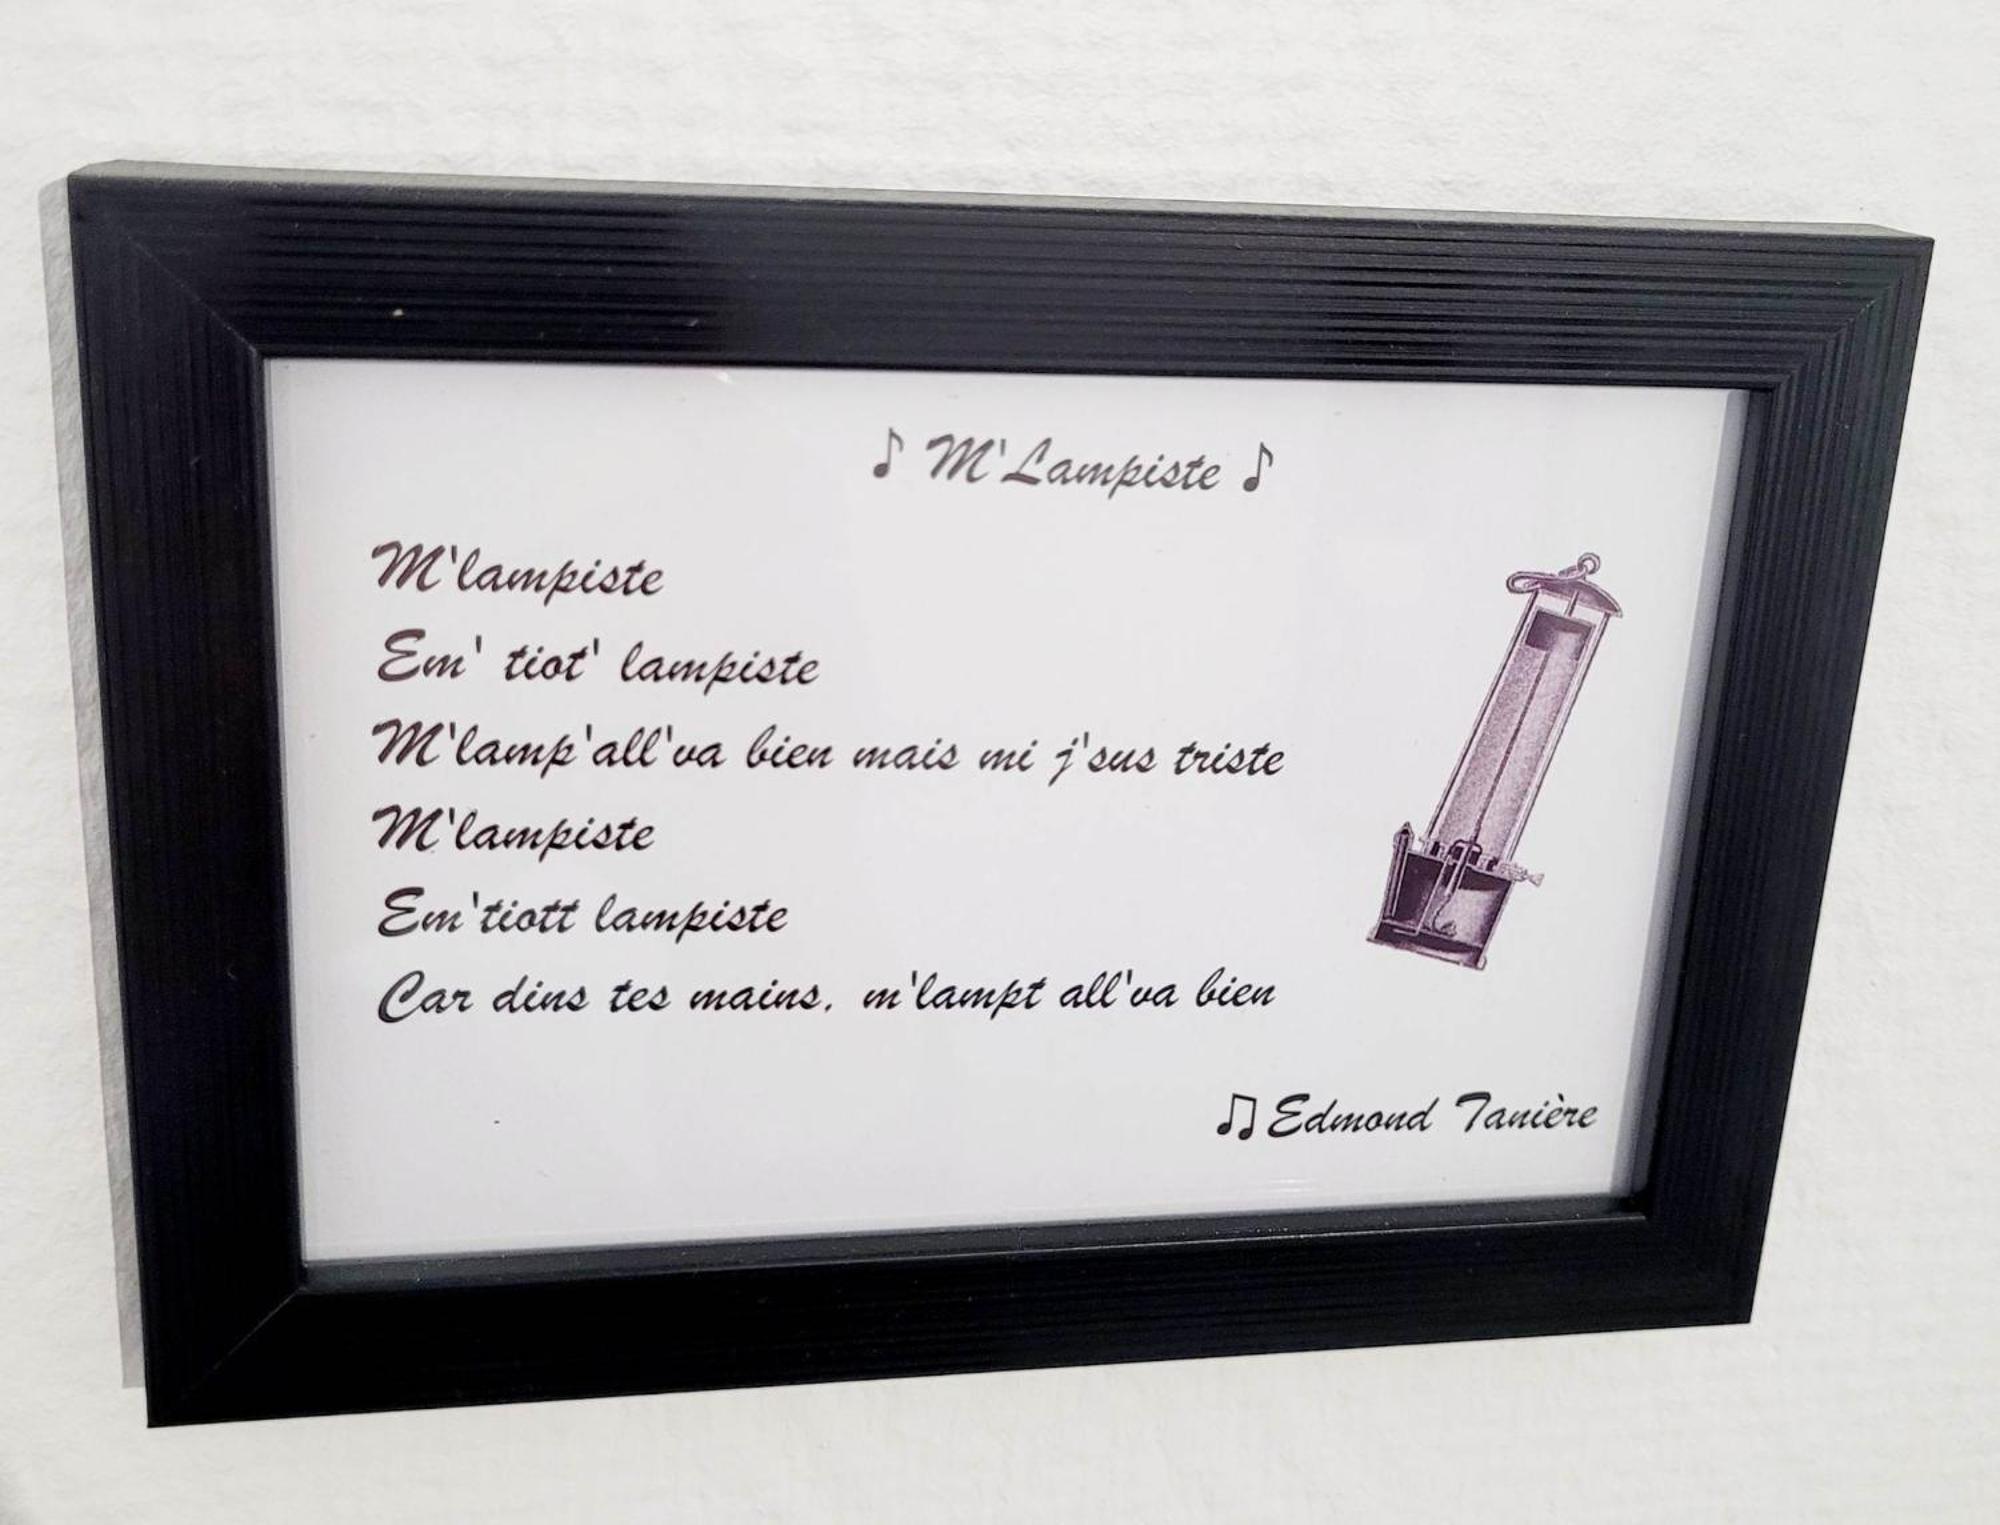 ♪ M'Lampiste ♪
M'lampiste
Em' tiot' lampiste
M'lamp'all'va bien mais mi j'sus triste
M'lampiste
Em'tiott lampiste
Car dins tes mains, m'lampt all'va bien
♫ Edmond Tanière